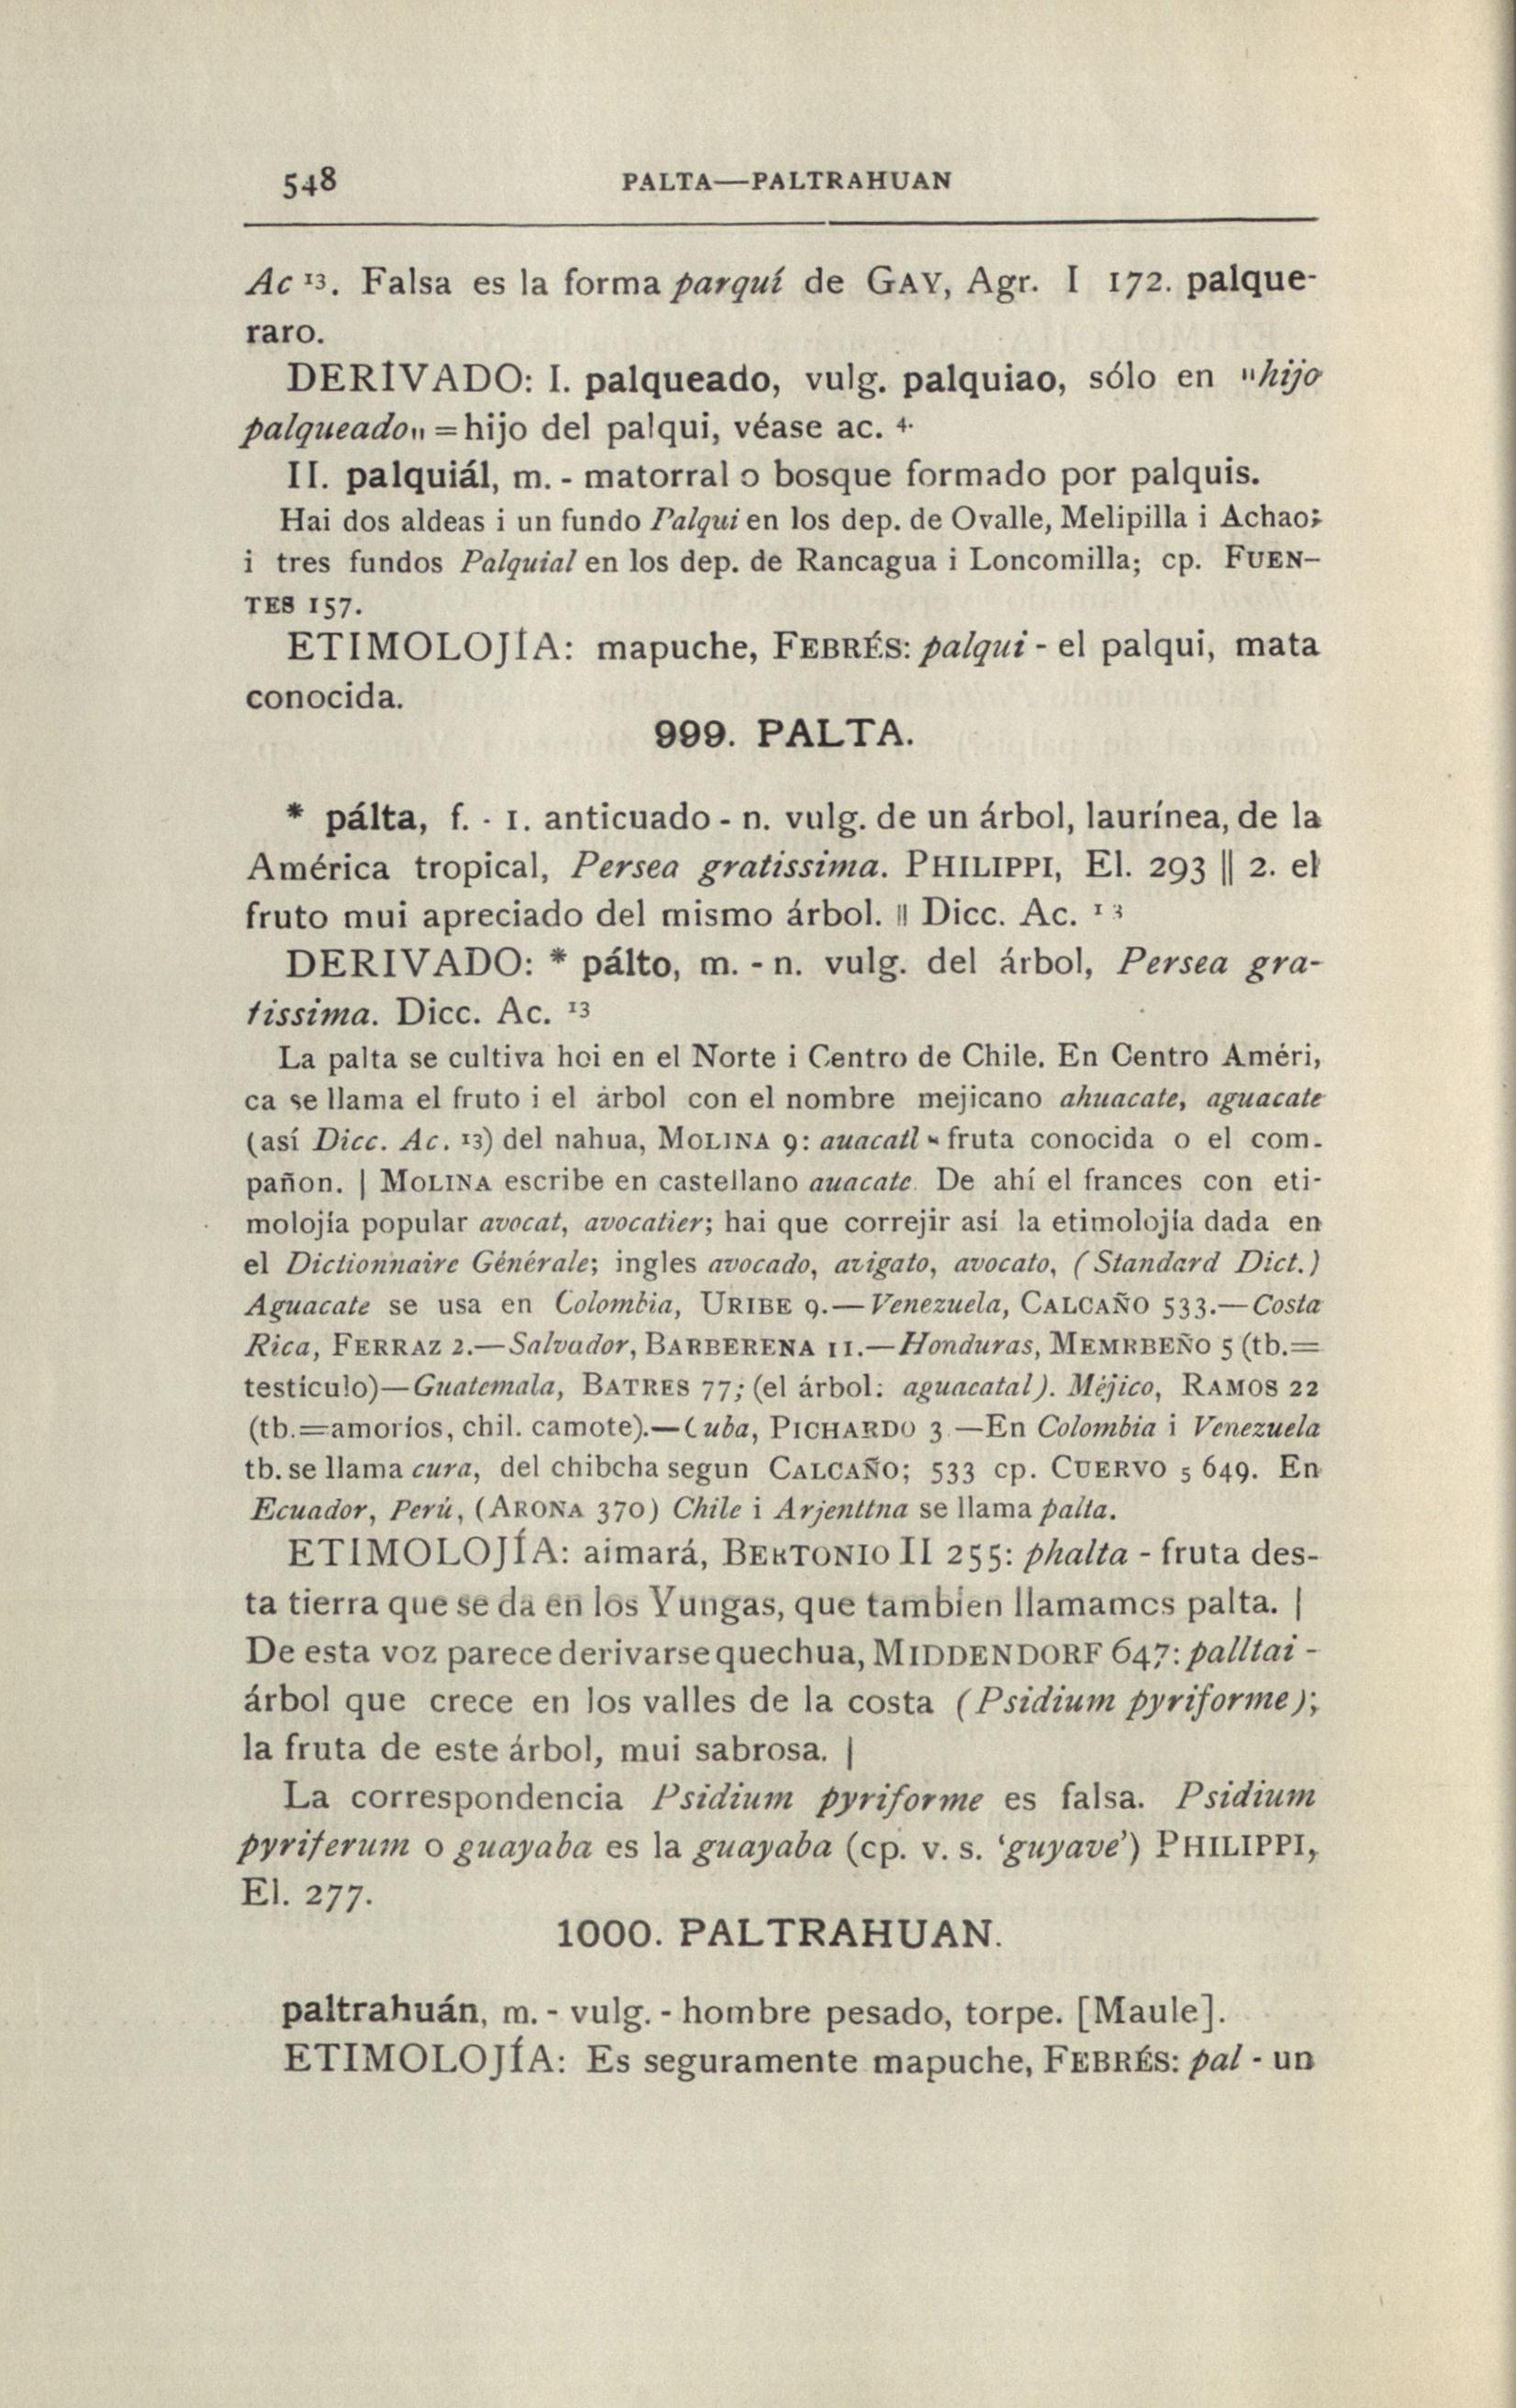 548 PALTA—PALTRAHUAN
Ac 13. Falsa es la forma parquí de GAY, Agr. I 172. palque-
raro.
DERIVADO: I. palqueado, vulg. palquiao, sólo en "hijo
palqueado" = hijo del palqui, véase ac. 4.
II. palquiál, m. - matorral o bosque formado por palquis.
Hai dos aldeas i un fundo Palqui en los dep. de Ovalle, Melipilla i Achao;
i tres fundos Palquial en los dep. de Rancagua i Loncomilla; cp. FUEN-
TES 157.
ETIMOLOJÍA: mapuche, FEBRÉS: palqui - el palqui, mata
conocida.
999. PALTA.
* pálta, f. - 1. anticuado - n. vulg. de un árbol, laurínea, de la
América tropical, Persea gratissima. PHILIPPI, El. 293 || 2. el
fruto mui apreciado del mismo árbol. || Dicc. Ac. 13
DERIVADO: * pálto, m. - n. vulg. del árbol, Persea gra-
tissima. Dicc. Ac. 13
La palta se cultiva hoi en el Norte i Centro de Chile. En Centro Améri,
ca se llama el fruto i el árbol con el nombre mejicano ahuacate, aguacate
(así Dicc. Ac. 13) del nahua, MOLINA 9: auacatl - fruta conocida o el com-
pañon. | MOLINA escribe en castellano auacate. De ahí el frances con eti-
molojía popular avocat, avocatier; hai que correjir así la etimolojía dada en
el Dictionnaire Générale; ingles avocado, avigato, avocato, (Standard Dict.)
Aguacate se usa en Colombia, URIBE 9.—Venezuela, CALCAÑO 533.—Costa
Rica, FERRAZ 2.—Salvador, BARBERENA 11.—Honduras, MEMRBEÑO 5 (tb.=
testículo)—Guatemala, BATRES 77; (el árbol: aguacatal). Méjico, RAMOS 22
(tb.=amoríos, chil. camote).—Cuba, PICHARDO 3.—En Colombia i Venezuela
tb. se llama cura, del chibcha segun CALCAÑO; 533 cp. CUERVO 5 649. En
Ecuador, Perú, (ARONA 370) Chile i Arjenttna se llama palta.
ETIMOLOJÍA: aimará, BERTONIO II 255: phalta - fruta des-
ta tierra que se da en los Yungas, que tambien llamamcs palta. |
De esta voz parece derivarse quechua, MIDDENDORF 647: palltai -
árbol que crece en los valles de la costa (Psidium pyriforme);
la fruta de este árbol, mui sabrosa. |
La correspondencia Psidium pyriforme es falsa. Psidium
pyriferum o guayaba es la guayaba (cp. v. s. 'guyave') PHILIPPI,
El. 277.
1000. PALTRAHUAN.
paltrahuán, m. - vulg. - hombre pesado, torpe. [Maule].
ETIMOLOJÍA: Es seguramente mapuche, FEBRÉS: pal - un